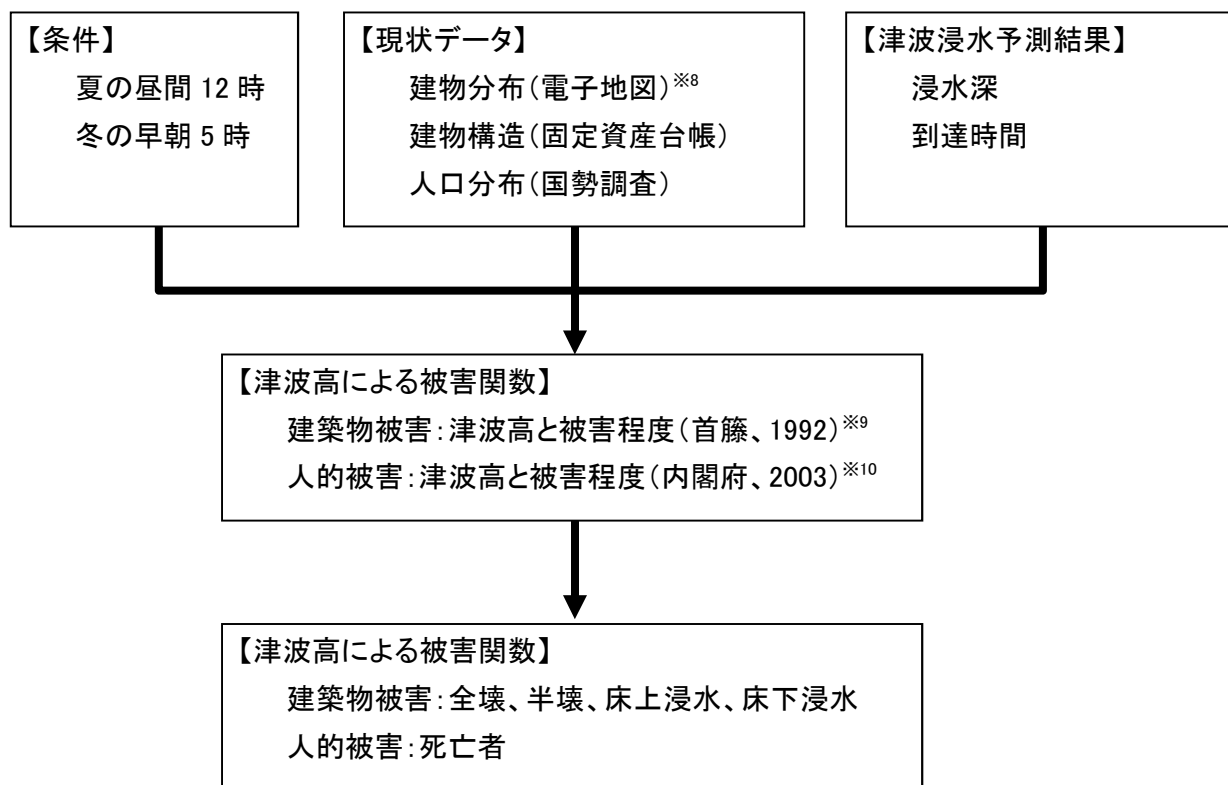 【条件】
夏の昼間 12 時
冬の早朝 5 時
【現状データ】
建物分布(電子地図)※8
建物構造(固定資産台帳)
人口分布(国勢調査)
【津波浸水予測結果】
浸水深
到達時間
【津波高による被害関数】
建築物被害:津波高と被害程度(首籐、1992)※9
人的被害:津波高と被害程度(内閣府、2003)※10
【津波高による被害関数】
建築物被害:全壊、半壊、床上浸水、床下浸水
人的被害:死亡者